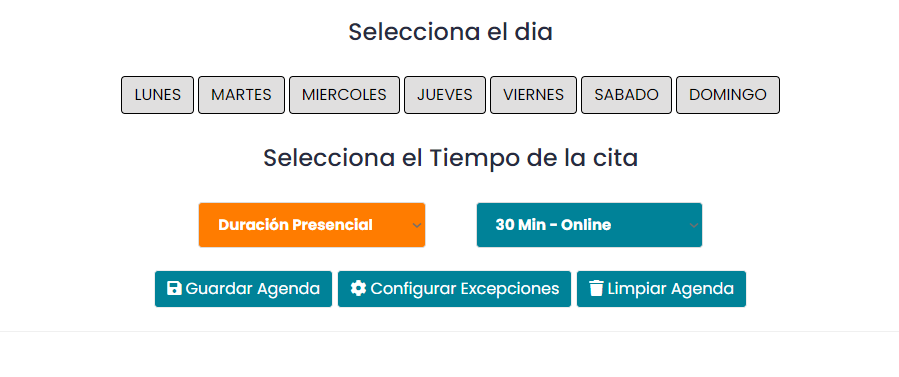 Selecciona el dia
LUNES MARTES MIERCOLES JUEVES VIERNES SABADO DOMINGO
Selecciona el Tiempo de la cita
Duración Presencial 30 Min - Online
Guardar Agenda Configurar Excepciones Limpiar Agenda